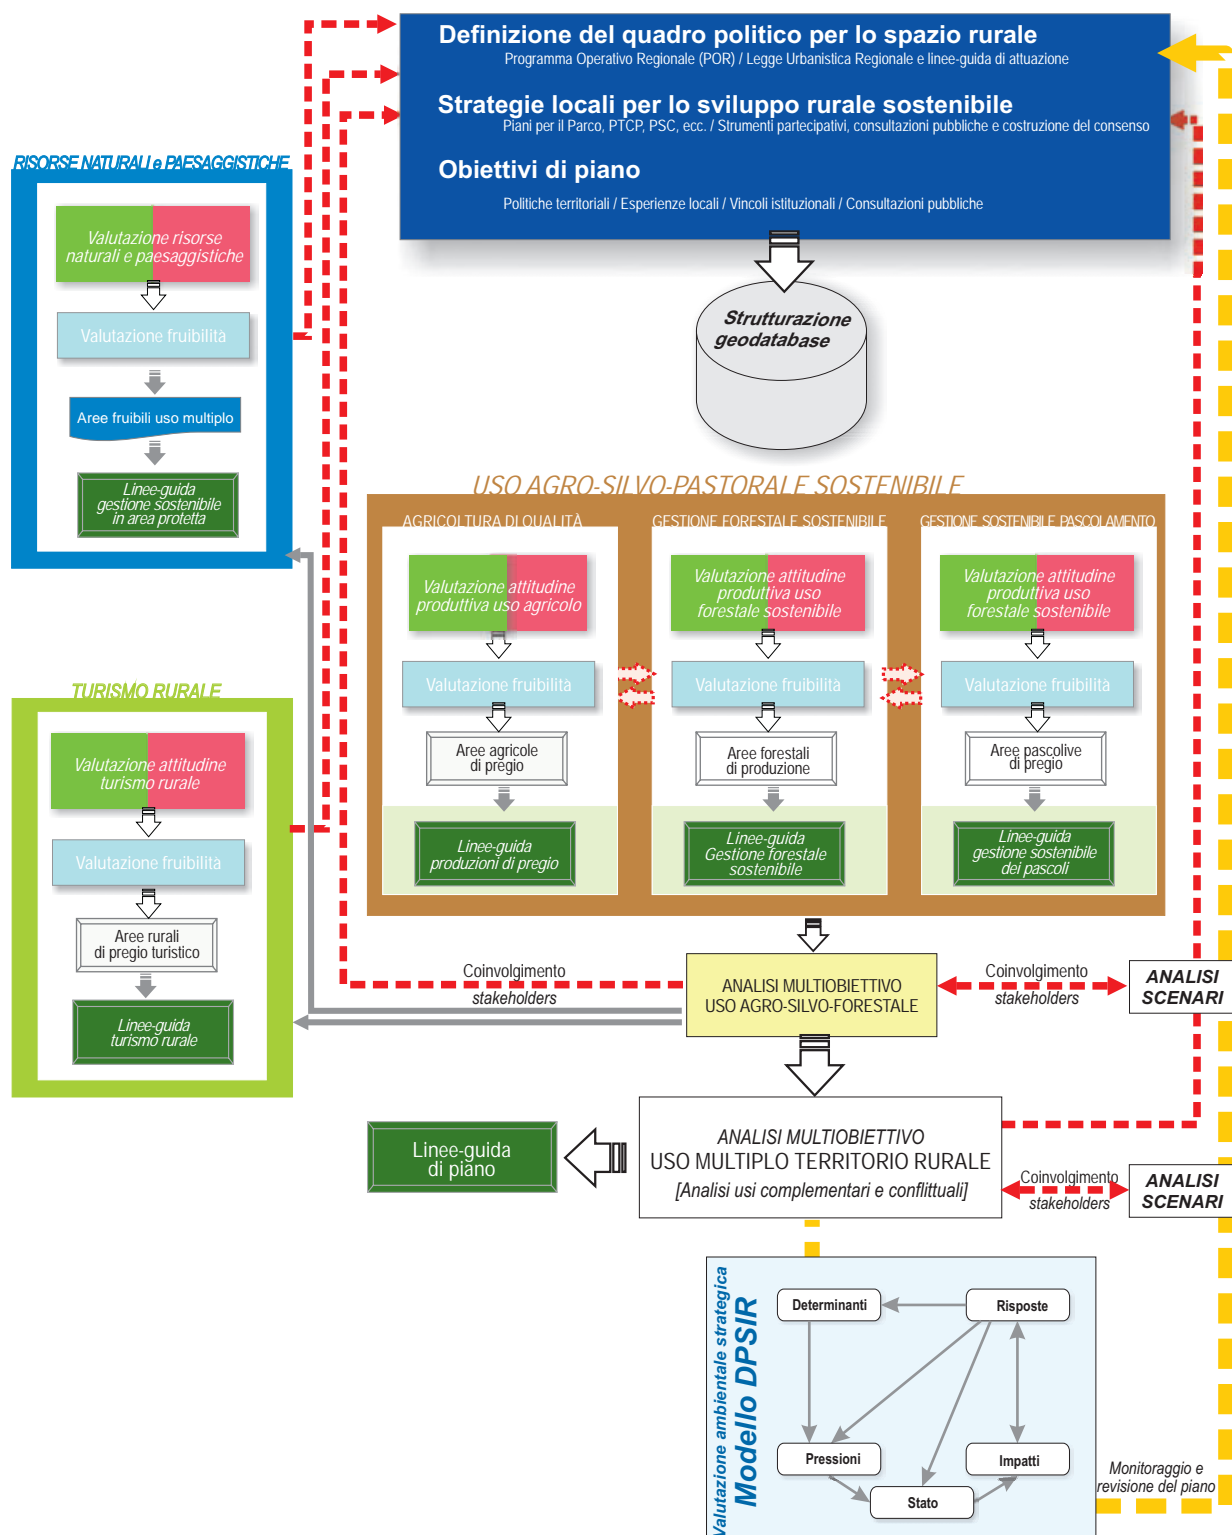 Definizione del quadro politico per lo spazio rurale
Programma Operativo Regionale (POR) / Legge Urbanistica Regionale e linee-guida di attuazione
Strategie locali per lo sviluppo rurale sostenibile
Piani per il Parco, PTCP, PSC, ecc. / Strumenti partecipativi, consultazioni pubbliche e costruzione del consenso
Obiettivi di piano
Politiche territoriali / Esperienze locali / Vincoli istituzionali / Consultazioni pubbliche
RISORSE NATURALI e PAESAGGISTICHE
Valutazione risorse
naturali e paesaggistiche
Valutazione fruibilità
Aree fruibili uso multiplo
Linee-guida
gestione sostenibile
in area protetta
Strutturazione
geodatabase
USO AGRO-SILVO-PASTORALE SOSTENIBILE
AGRICOLTURA DI QUALITÀ
Valutazione attitudine
produttiva uso agricolo
Valutazione fruibilità
Aree agricole
di pregio
Linee-guida
produzioni di pregio
GESTIONE FORESTALE SOSTENIBILE
Valutazione attitudine
produttiva uso
forestale sostenibile
Valutazione fruibilità
Aree forestali
di produzione
Linee-guida
Gestione forestale
sostenibile
GESTIONE SOSTENIBILE PASCOLAMENTO
Valutazione attitudine
produttiva uso
forestale sostenibile
Valutazione fruibilità
Aree pascolive
di pregio
Linee-guida
gestione sostenibile
dei pascoli
TURISMO RURALE
Valutazione attitudine
turismo rurale
Valutazione fruibilità
Aree rurali
di pregio turistico
Linee-guida
turismo rurale
Coinvolgimento
stakeholders
ANALISI MULTIOBIETTIVO
USO AGRO-SILVO-FORESTALE
Coinvolgimento
stakeholders
ANALISI
SCENARI
Linee-guida
di piano
ANALISI MULTIOBIETTIVO
USO MULTIPLO TERRITORIO RURALE
[Analisi usi complementari e conflittuali]
Coinvolgimento
stakeholders
ANALISI
SCENARI
Valutazione ambientale strategica
Modello DPSIR
Determinanti
Risposte
Pressioni
Impatti
Stato
Monitoraggio e
revisione del piano